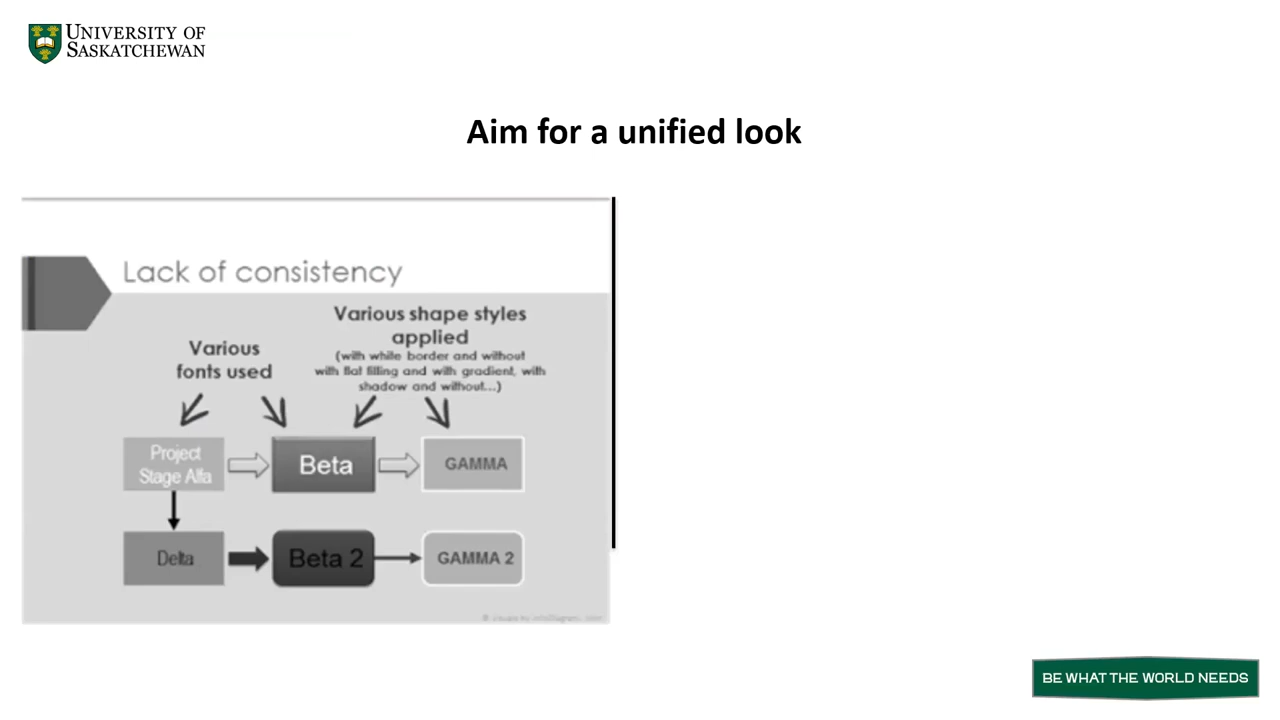 UNIVERSITY OF
SASKATCHEWAN
Aim for a unified look
Lack of consistency
Various shape styles
applied
(with while border and without
with flat filling and with gradient, with
shadow and without...)
Various
fonts used
Project
Stage Alfa
Beta
GAMMA
Delta
Beta 2
GAMMA 2
BE WHAT THE WORLD NEEDS